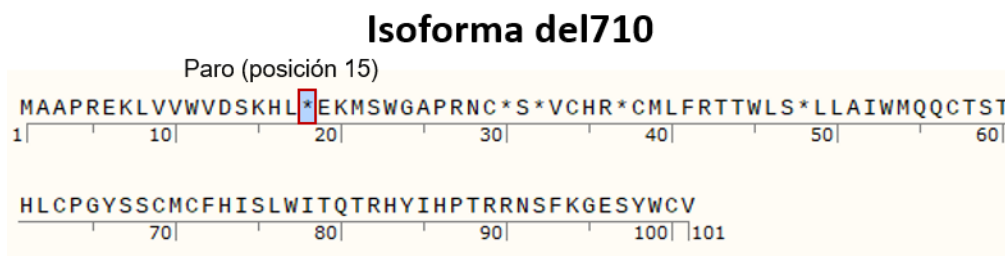 Isoforma del710
Paro (posición 15)
MAAPREKLVVWVDSKHL*EKMSWGAPRNC*S*VCHR*CMLFRTTWLS*LLAIWMQQCTST
1 10 20 30 40 50 60
HLCPGYSSCMCFHISLWITQTRHYIHPTRRNSFKGESYWCV
70 80 90 100 101